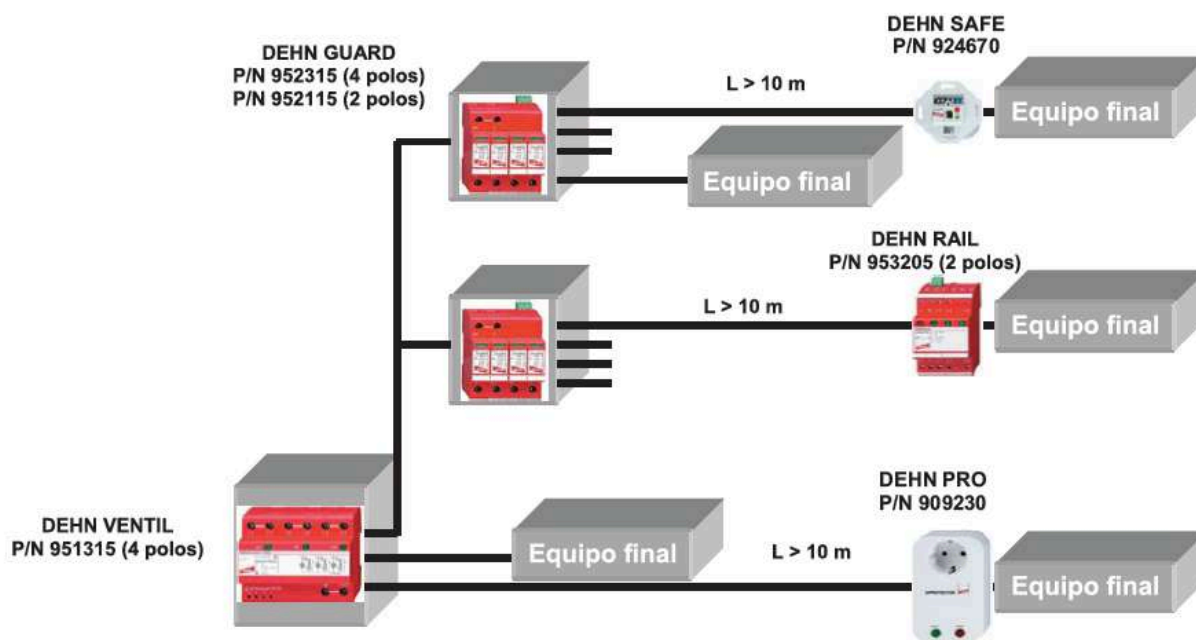 DEHN GUARD
P/N 952315 (4 polos)
P/N 952115 (2 polos)
DEHN SAFE
P/N 924670
L > 10 m
Equipo final
Equipo final
DEHN RAIL
P/N 953205 (2 polos)
L > 10 m
Equipo final
DEHN VENTIL
P/N 951315 (4 polos)
Equipo final
DEHN PRO
P/N 909230
L > 10 m
Equipo final